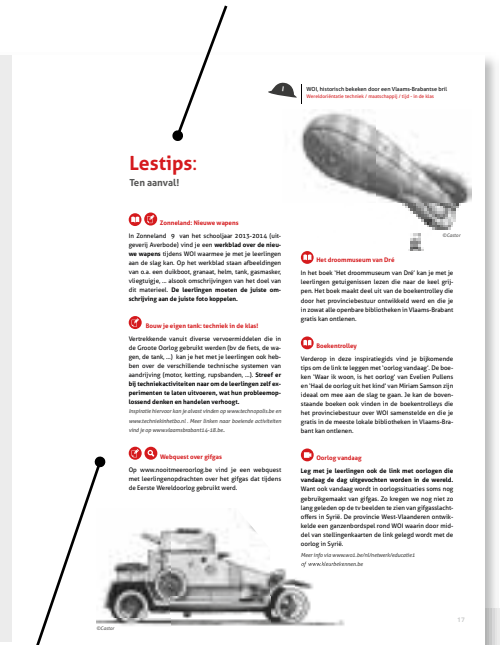 WOI, historisch bekeken door een Vlaams-Brabantse bril
Wereldoriëntatie techniek / maatschappij / tijd - in de klas
Lestips:
Ten aanval!
Zonneland: Nieuwe wapens
In Zonneland 9 van het schooljaar 2013-2014 (uit-
geverij Averbode) vind je een werkblad over de nieu-
we wapens tijdens WOI waarmee je met je leerlingen
aan de slag kan. Op het werkblad staan afbeeldingen
van o.a. een duikboot, granaat, helm, tank, gasmasker,
vliegtuigje, ... alsook omschrijvingen van het doel van
dit materieel. De leerlingen moeten de juiste om-
schrijving aan de juiste foto koppelen.
Bouw je eigen tank: techniek in de klas!
Vertrekkende vanuit diverse vervoermiddelen die in
de Groote Oorlog gebruikt werden (bv de fiets, de wa-
gen, de tank, ...) kan je het met je leerlingen ook heb-
ben over de verschillende technische systemen van
aandrijving (motor, ketting, rupsbanden, ...). Streef er
bij techniekactiviteiten naar om de leerlingen zelf ex-
perimenten te laten uitvoeren, wat hun probleemop-
lossend denken en handelen verhoogt.
Inspiratie hiervoor kan je alvast vinden op www.technopolis.be en
www.techniekinhetbo.nl . Meer linken naar boeiende activiteiten
vind je op www.vlaamsbrabant14-18.be.
Webquest over gifgas
Op www.nooitmeeroorlog.be vind je een webquest
met leerlingenopdrachten over het gifgas dat tijdens
de Eerste Wereldoorlog gebruikt werd.
©Castor
©Castor
Het droommuseum van Dré
In het boek 'Het droommuseum van Dré' kan je met je
leerlingen getuigenissen lezen die naar de keel grij-
pen. Het boek maakt deel uit van de boekentrolley die
door het provinciebestuur ontwikkeld werd en die je
in zowat alle openbare bibliotheken in Vlaams-Brabant
gratis kan ontlenen.
Boekentrolley
Verderop in deze inspiratiegids vind je bijkomende
tips om de link te leggen met 'oorlog vandaag'. De boe-
ken 'Waar ik woon, is het oorlog' van Evelien Pullens
en 'Haal de oorlog uit het kind' van Miriam Samson zijn
ideaal om mee aan de slag te gaan. Je kan de boven-
staande boeken ook vinden in de boekentrolleys die
het provinciebestuur over WOI samenstelde en die je
gratis in de meeste lokale bibliotheken in Vlaams-Bra-
bant kan ontlenen.
Oorlog vandaag
Leg met je leerlingen ook de link met oorlogen die
vandaag de dag uitgevochten worden in de wereld.
Want ook vandaag wordt in oorlogssituaties soms nog
gebruikgemaakt van gifgas. Zo kregen we nog niet zo
lang geleden op de tv beelden te zien van gifgasslacht-
offers in Syrië. De provincie West-Vlaanderen ontwik-
kelde een ganzenbordspel rond WOI waarin door mid-
del van stellingenkaarten de link gelegd wordt met de
oorlog in Syrië.
Meer info via www.wo1.be/nl/netwerk/educatie1
of www.kleurbekennen.be
17